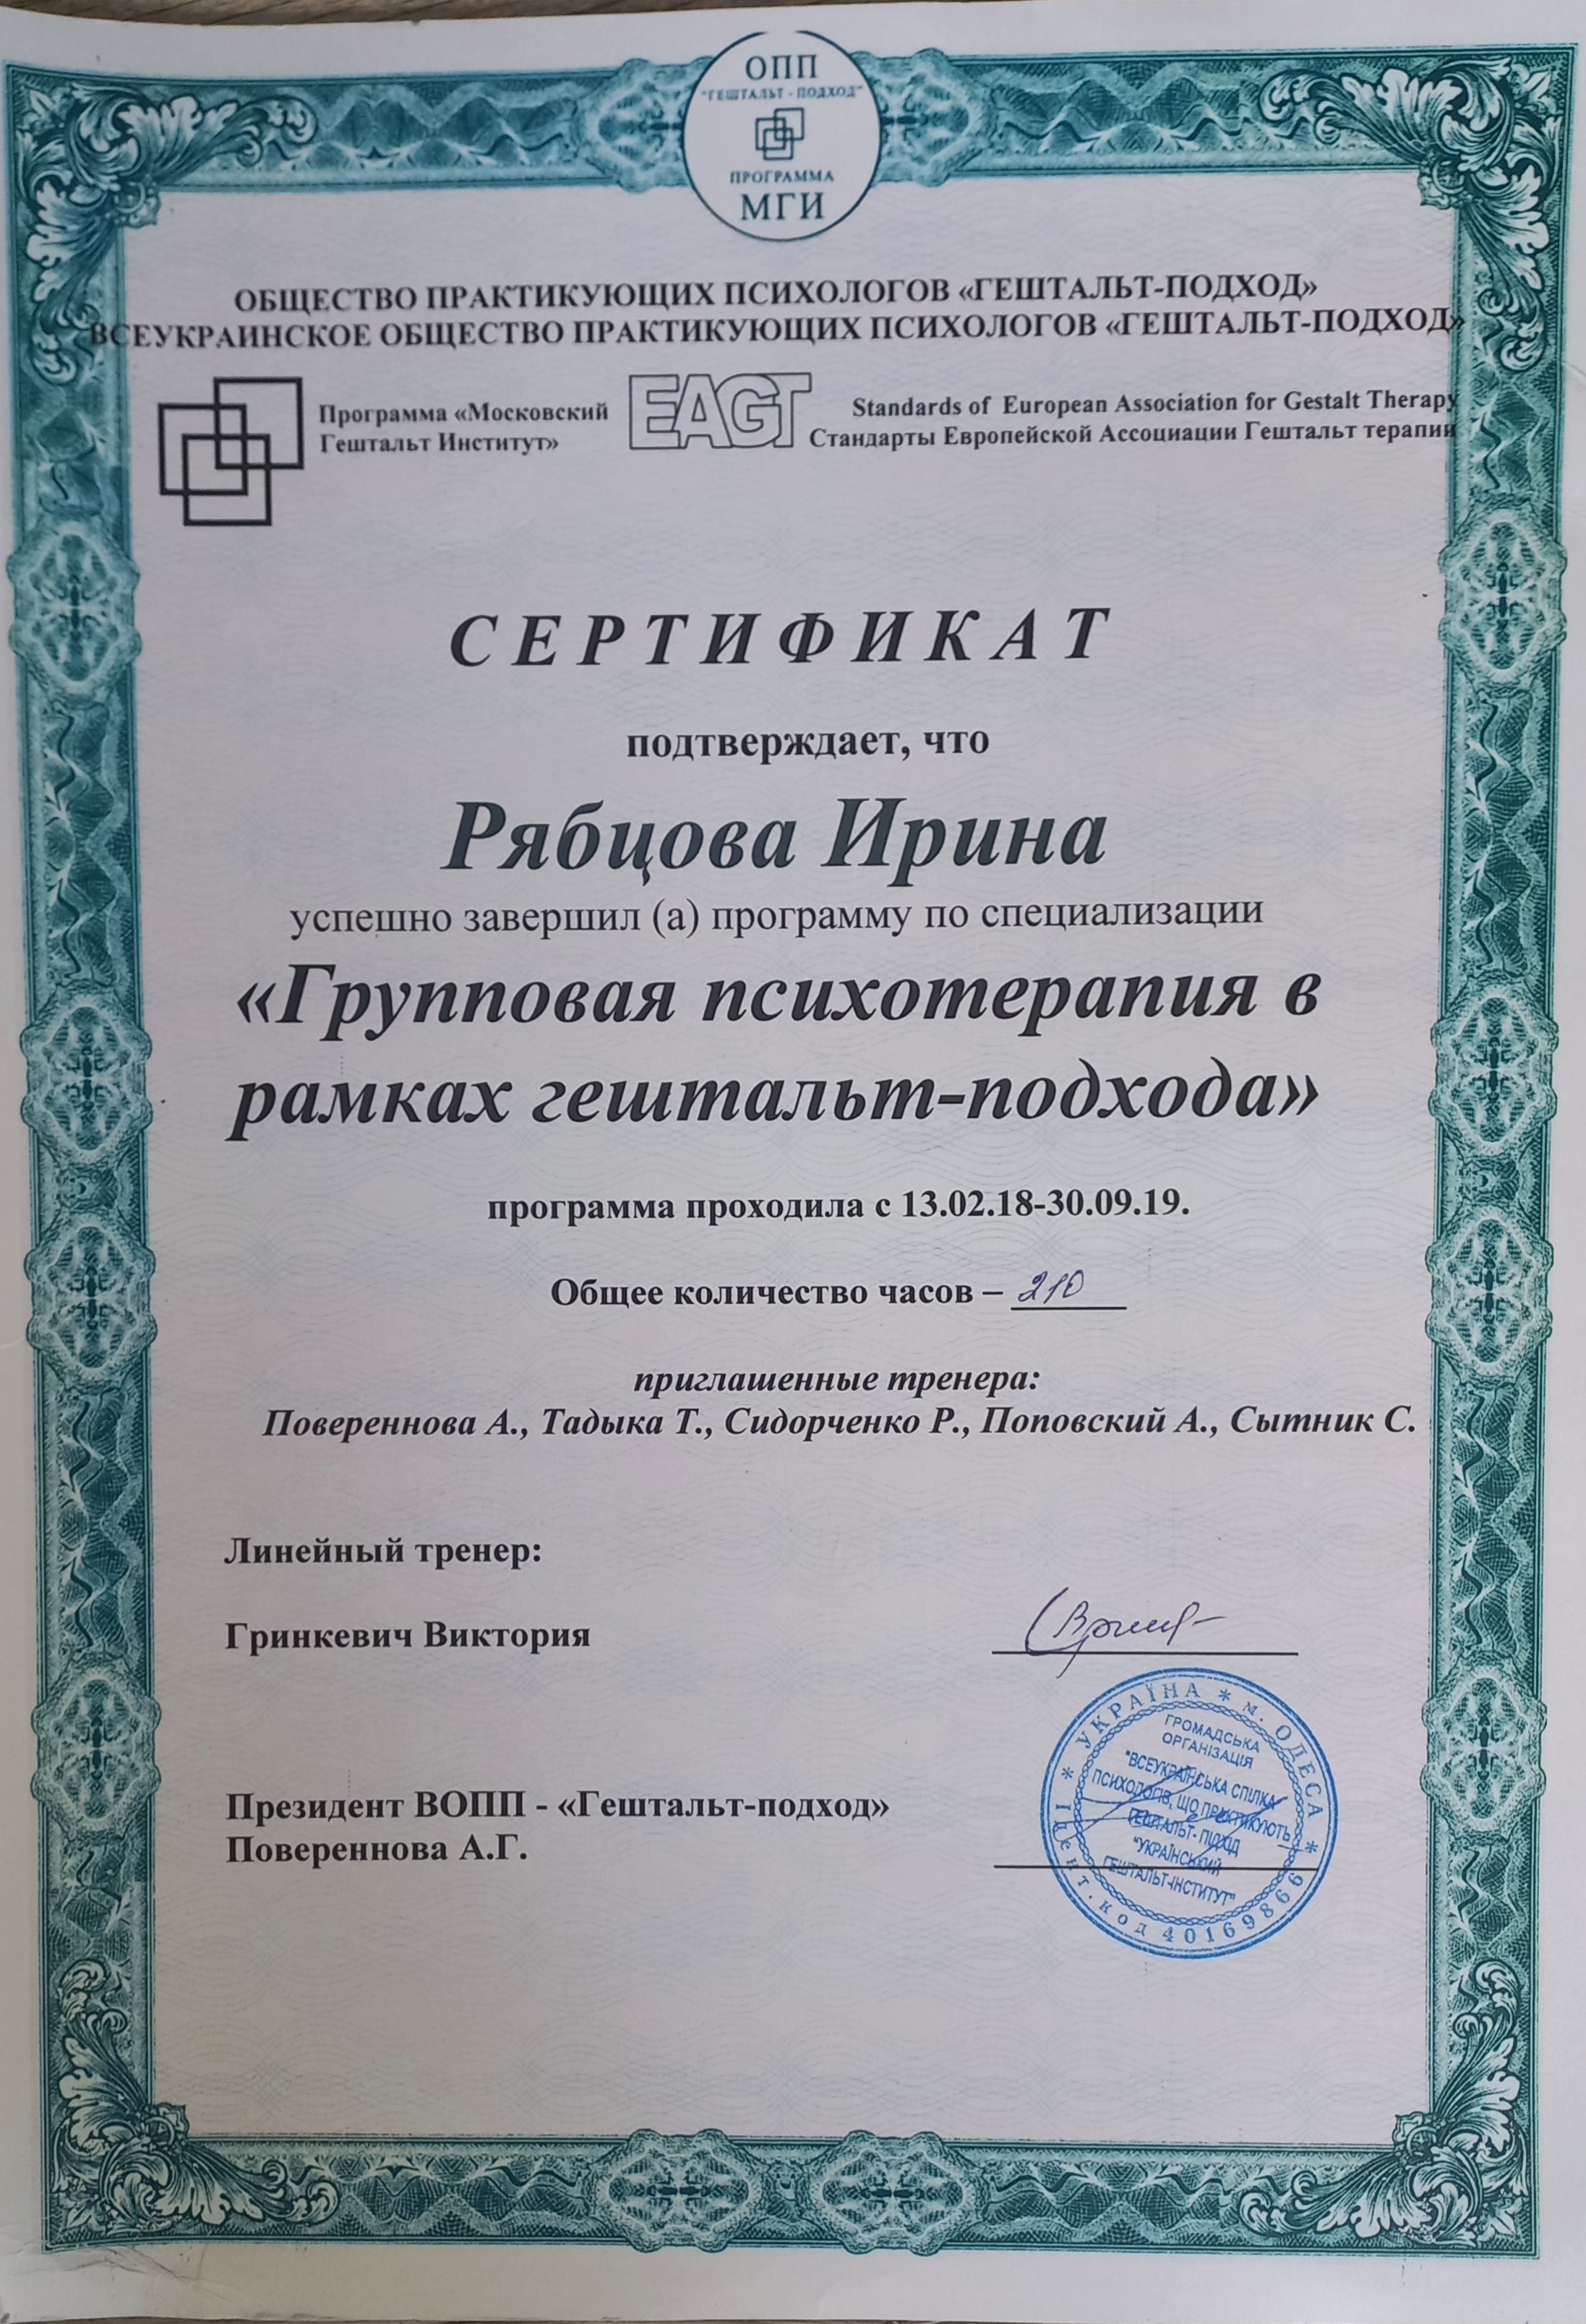 ОПП
"ГЕШТАЛЬТ - ПОДХОД"
ПРОГРАММА
МГИ
ОБЩЕСТВО ПРАКТИКУЮЩИХ ПСИХОЛОГОВ «ГЕШТАЛЬТ-ПОДХОД»
ВСЕУКРАИНСКОЕ ОБЩЕСТВО ПРАКТИКУЮЩИХ ПСИХОЛОГОВ «ГЕШТАЛЬТ-ПОДХОД»
Программа «Московский
Гештальт Институт»
EAGT
Standards of European Association for Gestalt Therapy
Стандарты Европейской Ассоциации Гештальт терапии
СЕРТИФИКАТ
подтверждает, что
Рябцова Ирина
успешно завершил (а) программу по специализации
«Групповая психотерапия в
рамках гештальт-подхода»
программа проходила с 13.02.18-30.09.19.
Общее количество часов – 210
приглашенные тренера:
Повереннова А., Тадыка Т., Сидорченко Р., Поповский А., Сытник С.
Линейный тренер:
Гринкевич Виктория
Президент ВОПП - «Гештальт-подход»
Повереннова А.Г.
* УКРАЇНА * м. ОДЕСА *
Ідент. код 40169866
ГРОМАДСЬКА
ОРГАНІЗАЦІЯ
"ВСЕУКРАЇНСЬКА СПІЛКА
ПСИХОЛОГІВ, ЩО ПРАКТИКУЮТЬ
ГЕШТАЛЬТ- ПІДХІД
"УКРАЇНСЬКИЙ
ГЕШТАЛЬТ-ІНСТИТУТ"